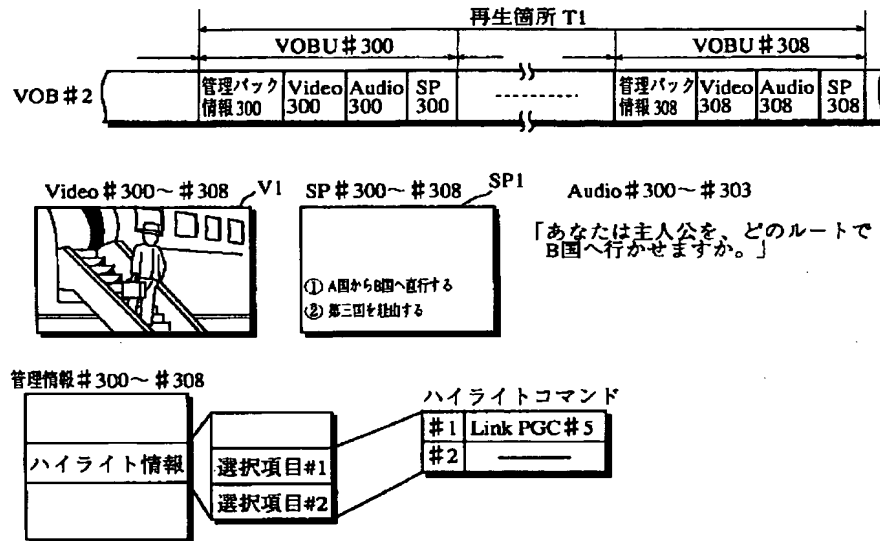 再生箇所 T1
VOBU#300
VOBU#308
VOB#2
管理パック情報 300
Video 300
Audio 300
SP 300
管理パック情報 308
Video 308
Audio 308
SP 308
Video#300～#308
V1
SP#300～#308
SP1
Audio#300～#303
「あなたは主人公を、どのルートで
B国へ行かせますか。」
① A国からB国へ直行する
② 第三国を経由する
管理情報#300～#308
ハイライト情報
選択項目#1
選択項目#2
ハイライトコマンド
#1 Link PGC#5
#2